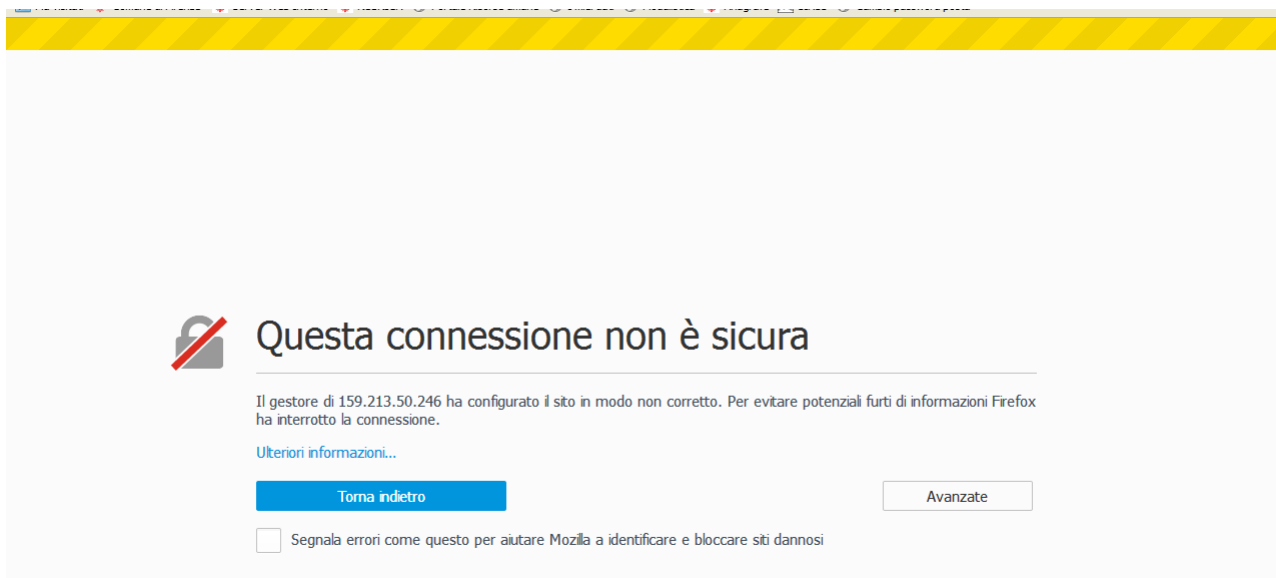 Questa connessione non è sicura
Il gestore di 159.213.50.246 ha configurato il sito in modo non corretto. Per evitare potenziali furti di informazioni Firefox
ha interrotto la connessione.
Ulteriori informazioni...
Torna indietro
Avanzate
Segnala errori come questo per aiutare Mozilla a identificare e bloccare siti dannosi